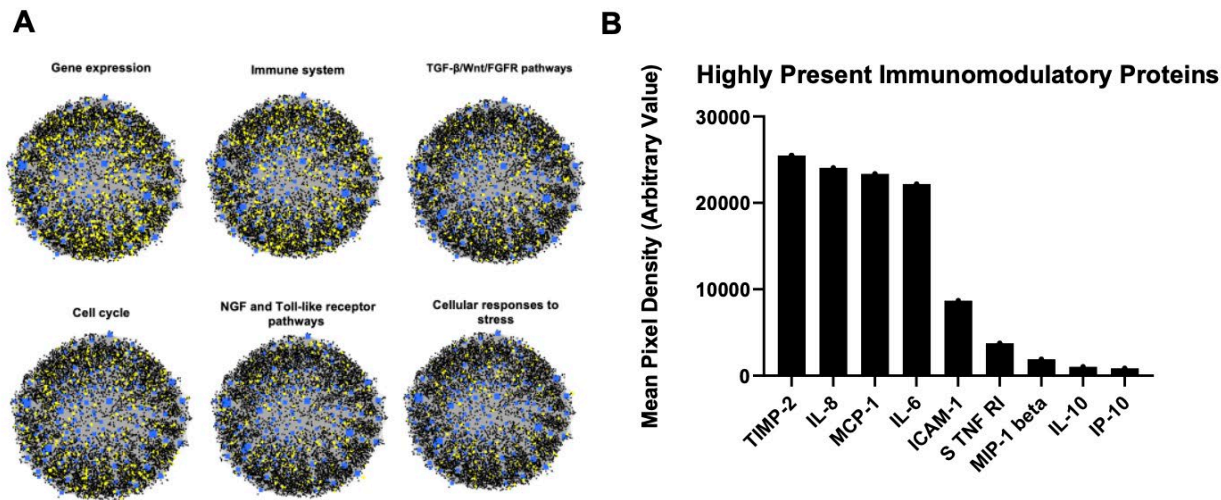 A
Gene expression
Immune system
TGF-β/Wnt/FGFR pathways
Cell cycle
NGF and Toll-like receptor
pathways
Cellular responses to
stress
B
Highly Present Immunomodulatory Proteins
Mean Pixel Density (Arbitrary Value)
30000
20000
10000
0
TIMP-2
IL-8
MCP-1
IL-6
ICAM-1
S TNF RI
MIP-1 beta
IL-10
IP-10